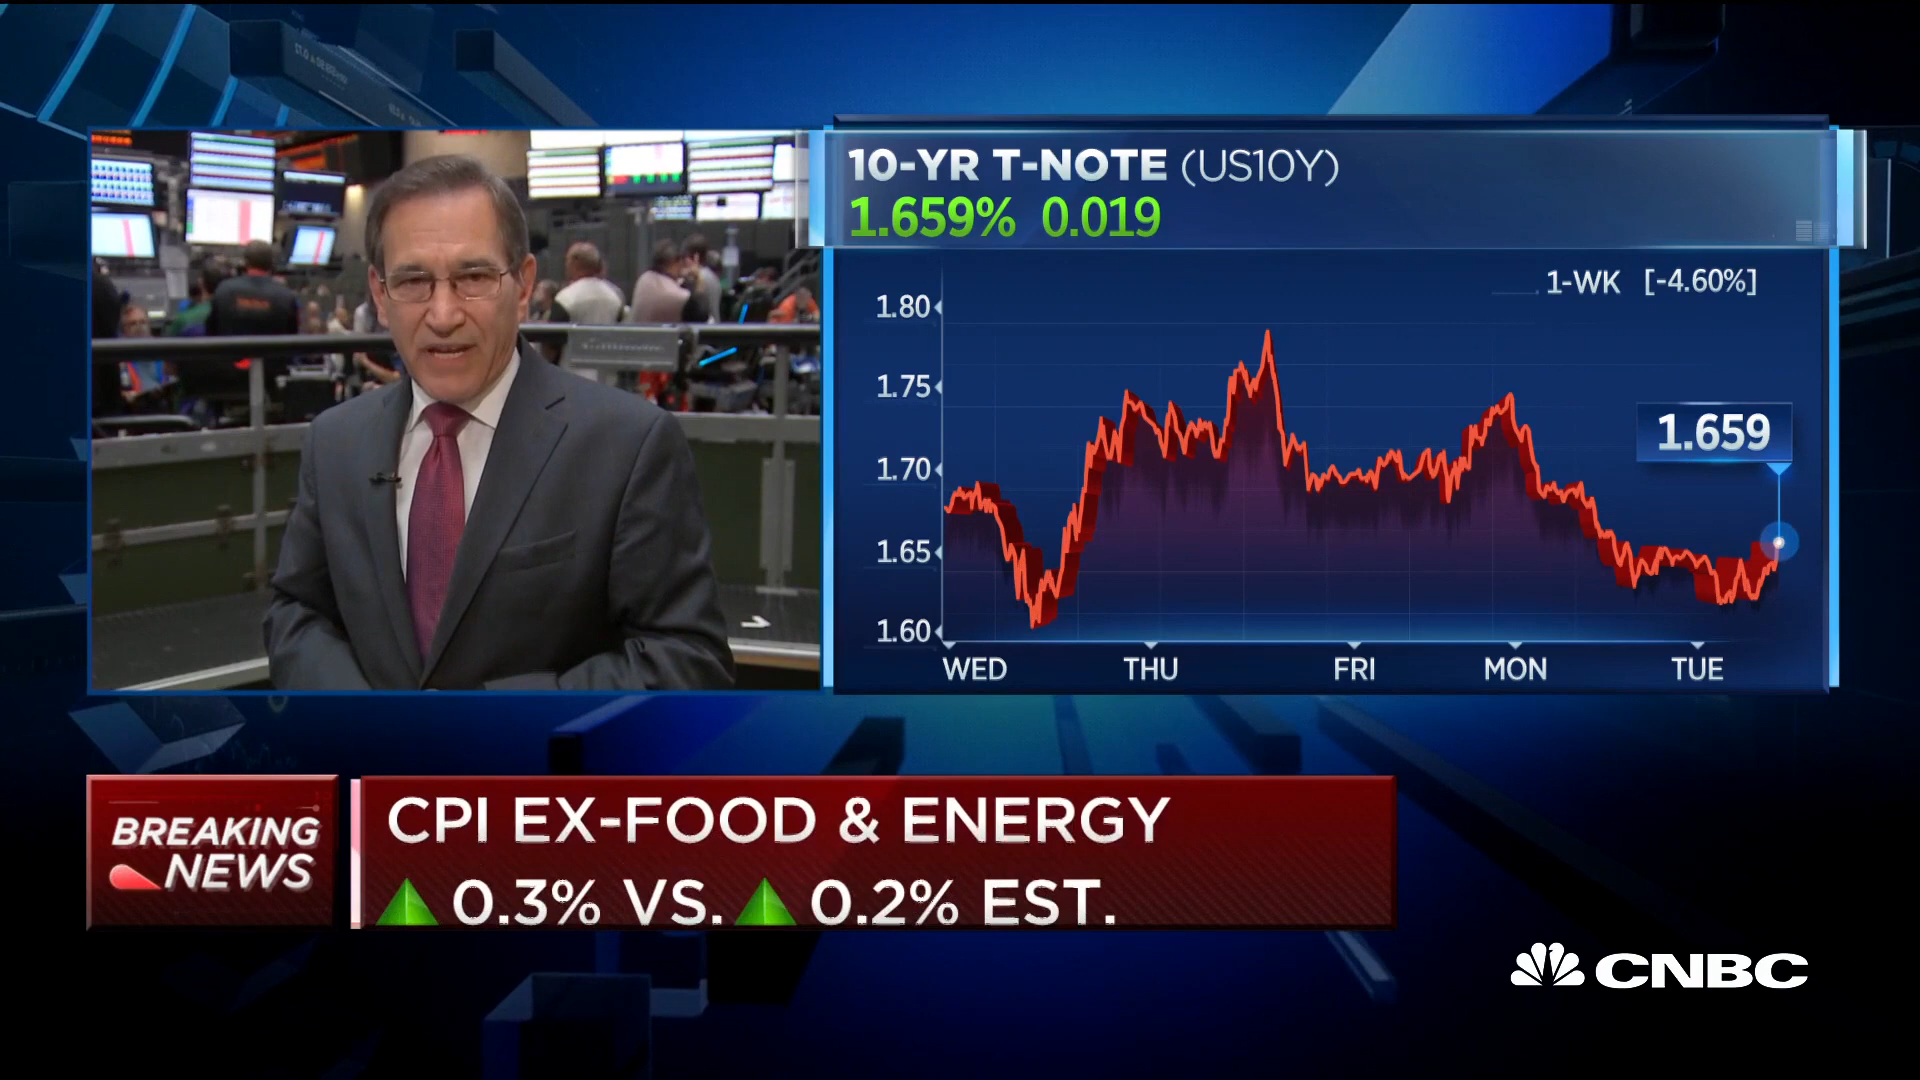 10-YR T-NOTE (US10Y)
1.659% 0.019
1-WK [-4.60%]
1.80
1.75
1.70
1.65
1.60
1.659
WED THU FRI MON TUE
BREAKING
NEWS
CPI EX-FOOD & ENERGY
0.3% VS. 0.2% EST.
CNBC